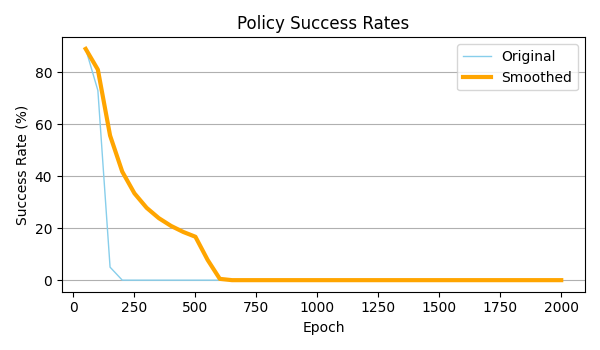 Policy Success Rates
Original
Smoothed
Success Rate (%)
80
60
40
20
0
0 250 500 750 1000 1250 1500 1750 2000
Epoch